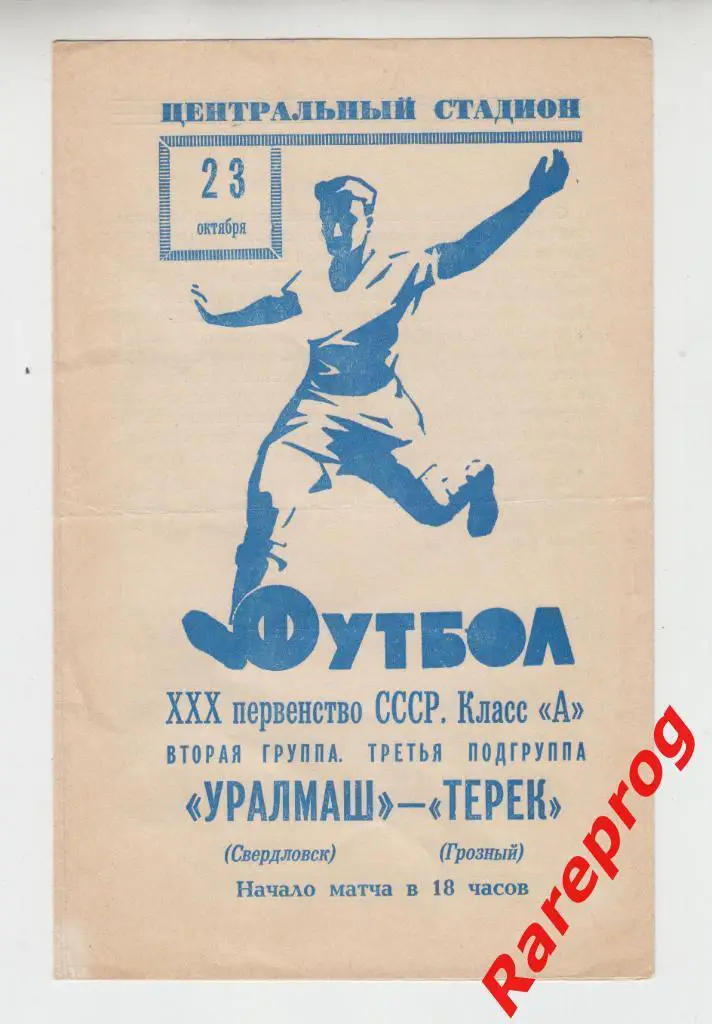 ЦЕНТРАЛЬНЫЙ СТАДИОН
23
октября
ФУТБОЛ
XXX первенство СССР. Класс «А»
ВТОРАЯ ГРУППА. ТРЕТЬЯ ПОДГРУППА
«УРАЛМАШ»—«ТЕРЕК»
(Свердловск) (Грозный)
Начало матча в 18 часов
Rareprog